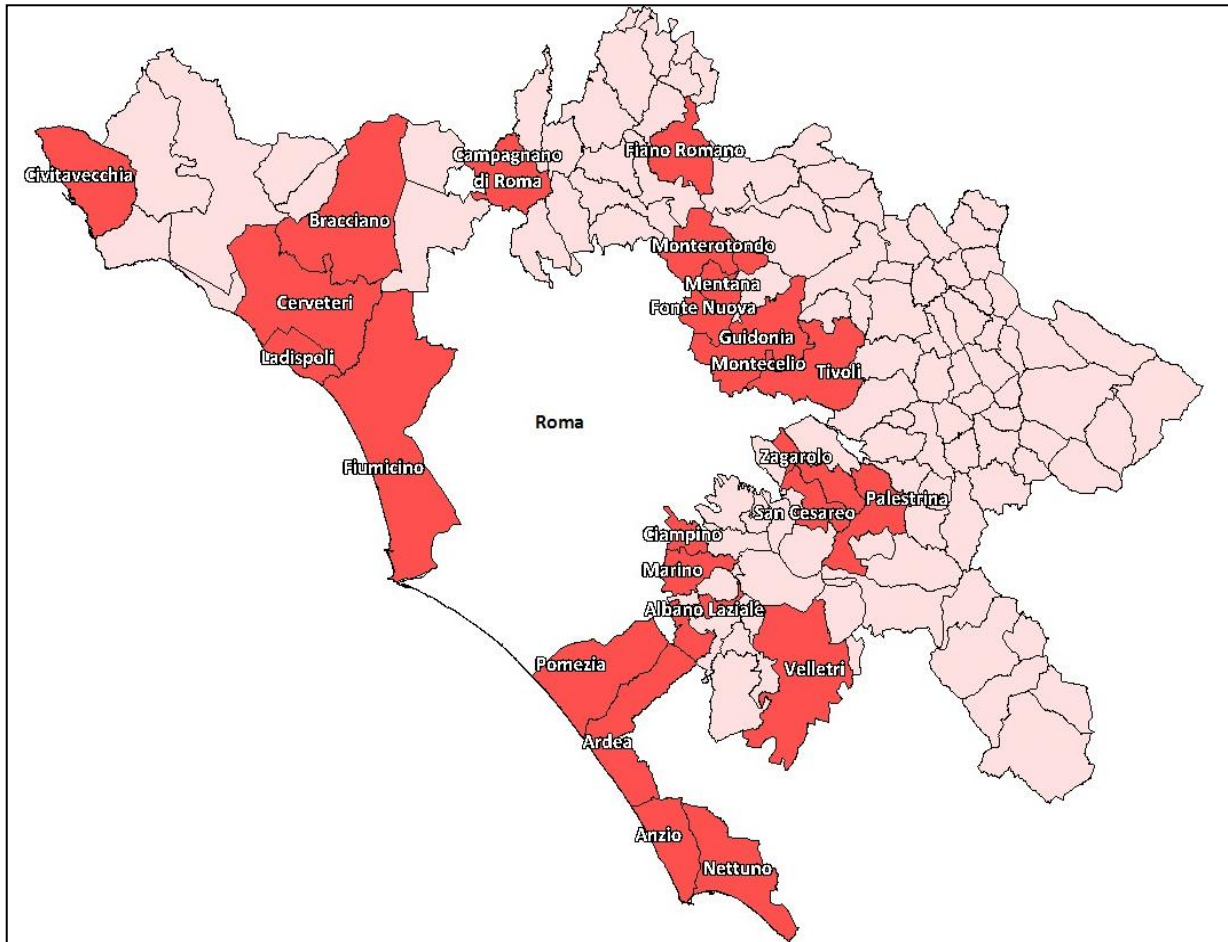 Civitavecchia
Campagnano
di Roma
Fiano Romano
Bracciano
Monterotondo
Mentana
Cerveteri
Fonte Nuova
Guidonia
Montecelio
Ladispoli
Tivoli
Roma
Zagarolo
Fiumicino
Palestrina
San Cesareo
Ciampino
Marino
Albano Laziale
Pomezia
Velletri
Ardea
Anzio
Nettuno